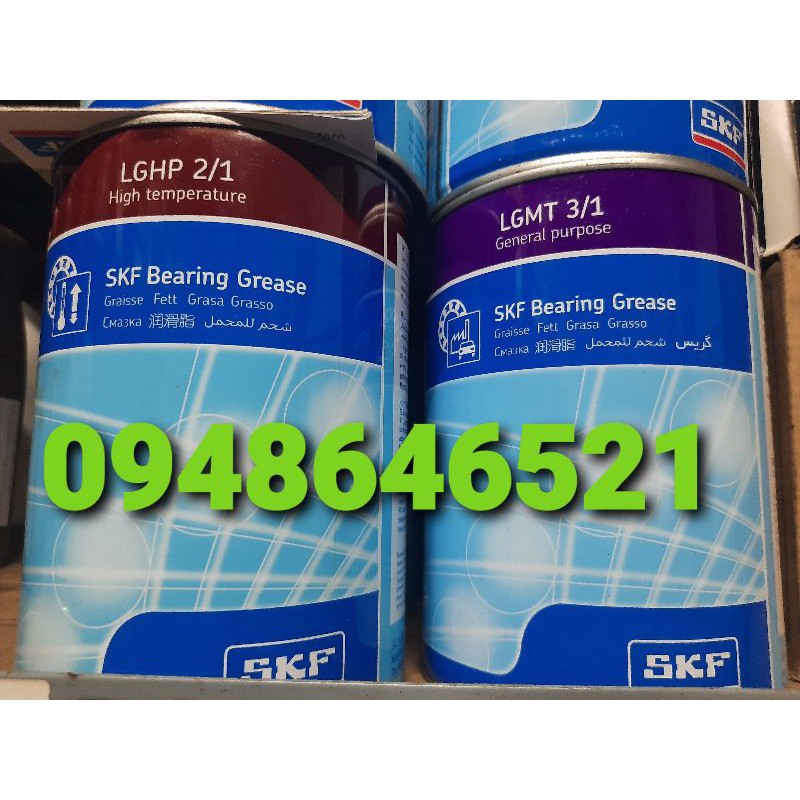 SKF
LGHP 2/1
High temperature
SKF Bearing Grease
Graisse Fett Grasa Grasso
Смазка 润滑脂 شحم للمحمل
LGMT 3/1
General purpose
SKF Bearing Grease
Graisse Fett Grasa Grasso
Смазка 润滑脂 شحم للمحمل گریس
0948646521
SKF
SKF